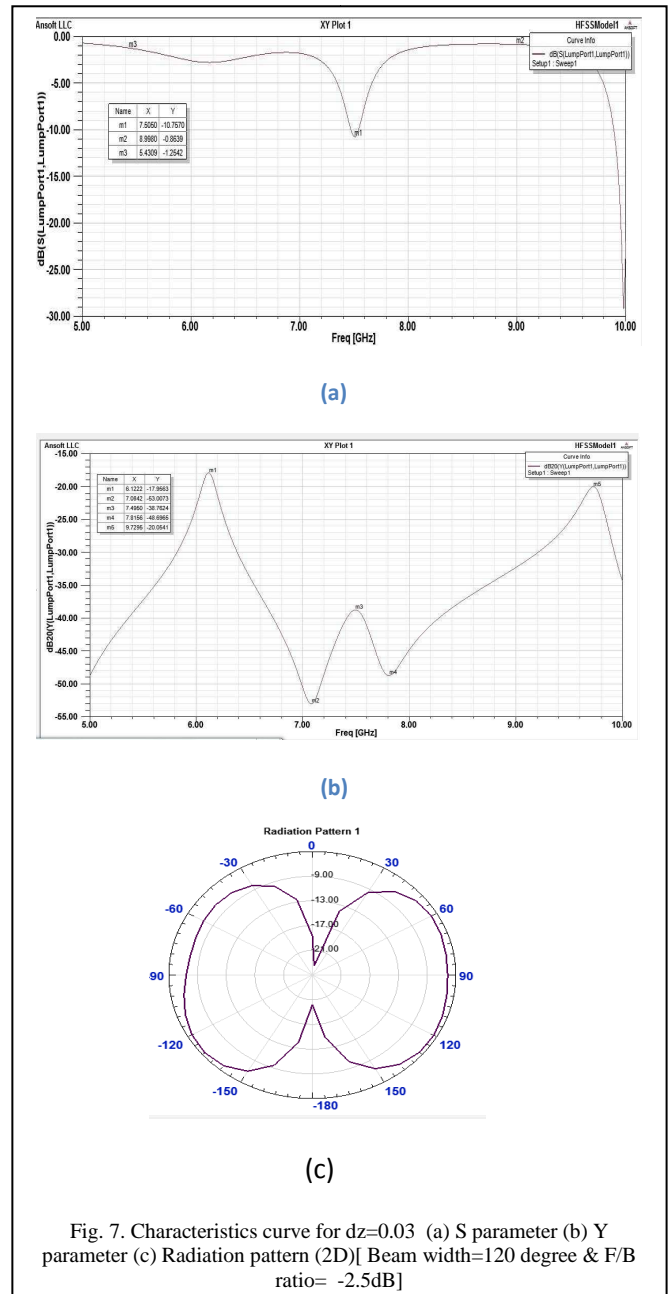 Ansoft LLC XY Plot 1 HFSSModel1 ANSOFT
0.00
-5.00
-10.00
-15.00
-20.00
-25.00
-30.00
dB(S(LumpPort1,LumpPort1))
m3
m2
m1
Curve Info
dB(S(LumpPort1,LumpPort1))
Setup1 : Sweep1
Name X Y
m1 7.5050 -10.7570
m2 8.9980 -0.8639
m3 5.4309 -1.2542
5.00 6.00 7.00 8.00 9.00 10.00
Freq [GHz]
(a)
Ansoft LLC XY Plot 1 HFSSModel1
-15.00
-20.00
-25.00
-30.00
-35.00
-40.00
-45.00
-50.00
-55.00
dB20(Y(LumpPort1,LumpPort1))
Curve Info
dB20(Y(LumpPort1,LumpPort1))
Setup1 : Sweep1
Name X Y
m1 6.1222 -17.9663
m2 7.0842 -53.0073
m3 7.4950 -38.7624
m4 7.8156 -48.6965
m5 9.7295 -20.0541
m1
m2
m3
m4
m5
5.00 6.00 7.00 8.00 9.00 10.00
Freq [GHz]
(b)
Radiation Pattern 1
0
-30 30
-60 60
90 90
-120 120
-150 150
-180
-9.00
-13.00
-17.00
-21.00
(c)
Fig. 7. Characteristics curve for dz=0.03 (a) S parameter (b) Y
parameter (c) Radiation pattern (2D)[ Beam width=120 degree & F/B
ratio= -2.5dB]